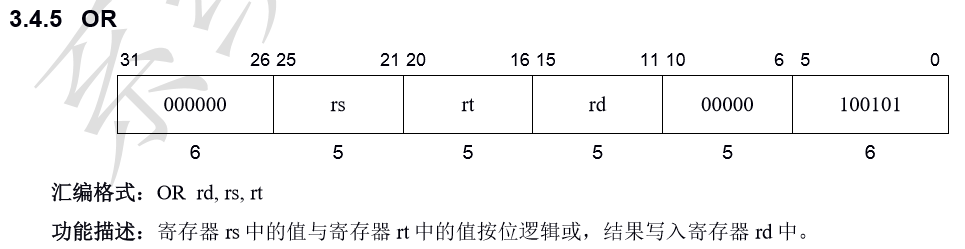 3.4.5 OR
31 26 25 21 20 16 15 11 10 6 5 0
000000 rs rt rd 00000 100101
6 5 5 5 5 6
汇编格式：OR rd, rs, rt
功能描述：寄存器 rs 中的值与寄存器 rt 中的值按位逻辑或，结果写入寄存器 rd 中。